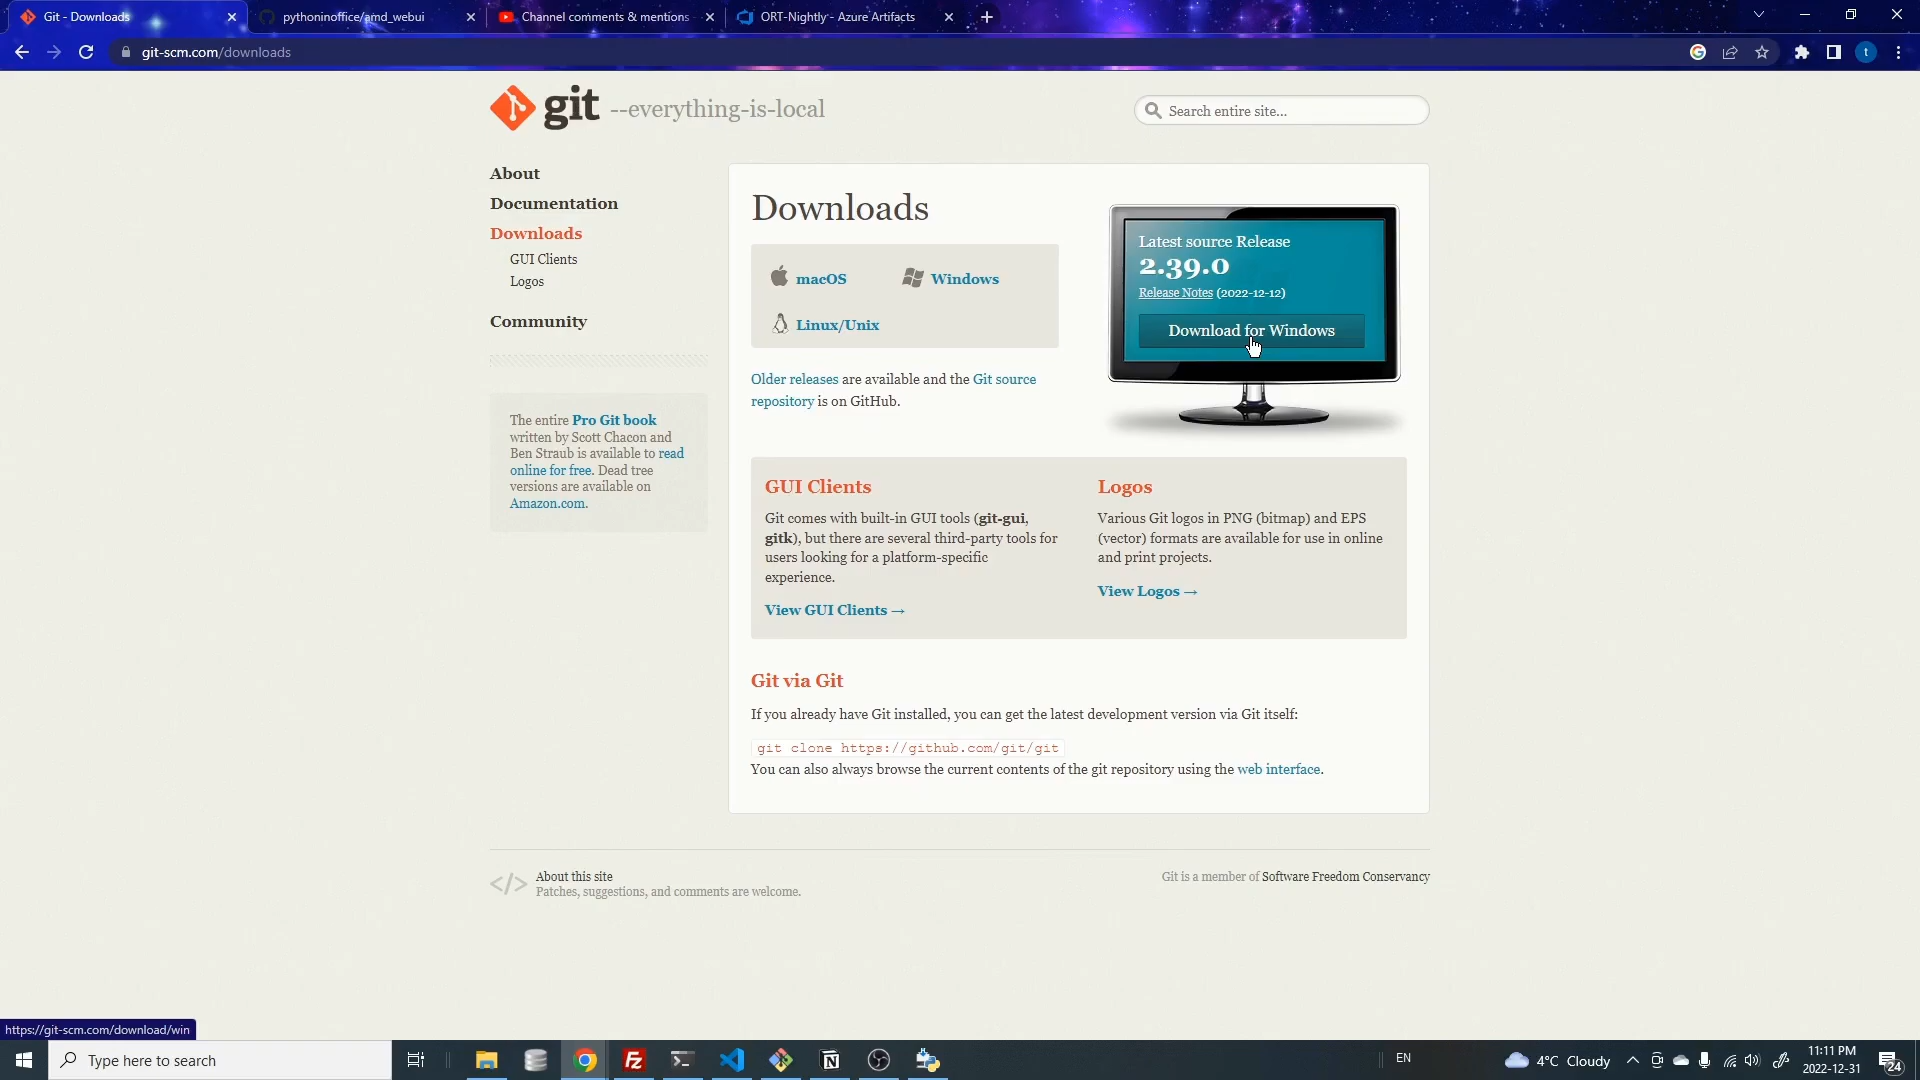 Git - Downloads
pythoninoffice/amd_webui
Channel comments & mentions
ORT-Nightly - Azure Artifacts
git-scm.com/downloads
t
git --everything-is-local
Search entire site...
About
Documentation
Downloads
GUI Clients
Logos
Community
The entire Pro Git book
written by Scott Chacon and
Ben Straub is available to read
online for free. Dead tree
versions are available on
Amazon.com.
Downloads
macOS
Windows
Linux/Unix
Older releases are available and the Git source
repository is on GitHub.
Latest source Release
2.39.0
Release Notes (2022-12-12)
Download for Windows
GUI Clients
Git comes with built-in GUI tools (git-gui,
gitk), but there are several third-party tools for
users looking for a platform-specific
experience.
View GUI Clients →
Logos
Various Git logos in PNG (bitmap) and EPS
(vector) formats are available for use in online
and print projects.
View Logos →
Git via Git
If you already have Git installed, you can get the latest development version via Git itself:
git clone https://github.com/git/git
You can also always browse the current contents of the git repository using the web interface.
</> About this site
Patches, suggestions, and comments are welcome.
Git is a member of Software Freedom Conservancy
https://git-scm.com/download/win
Type here to search
EN
4°C Cloudy
11:11 PM
2022-12-31
24